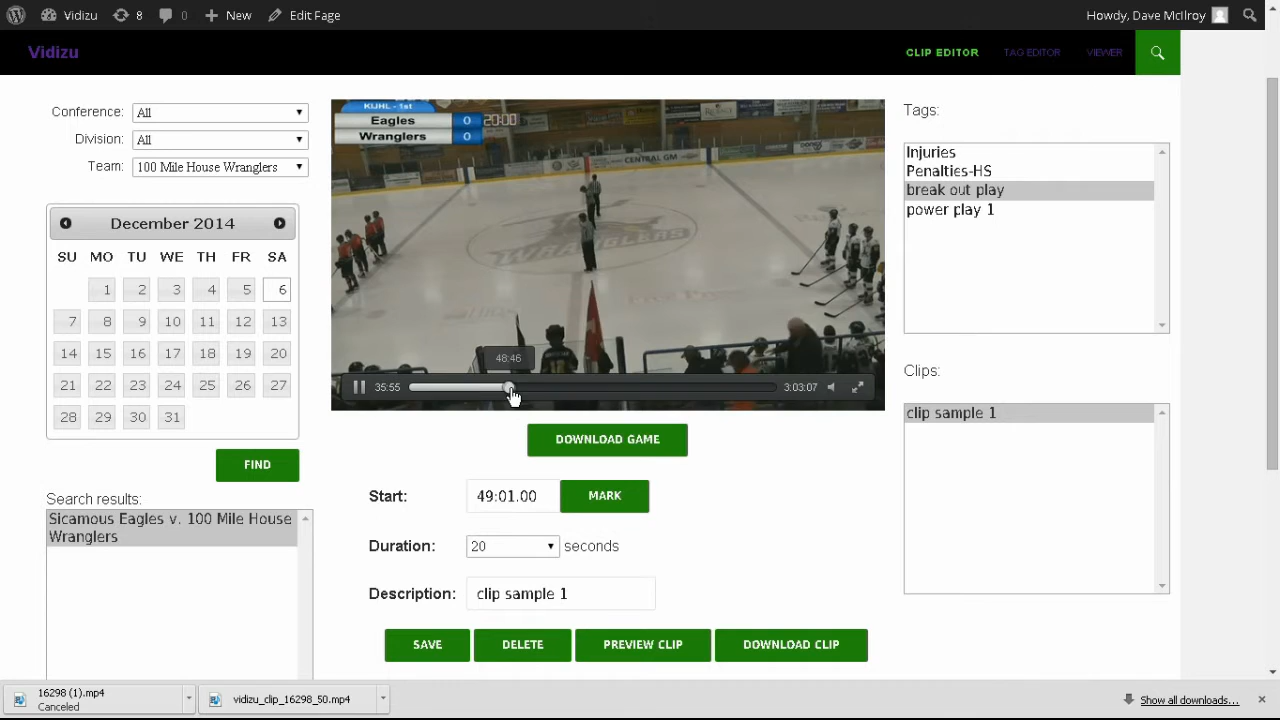 Vidizu 8 0 New Edit Page Howdy, Dave McIlroy
Vidizu CLIP EDITOR TAG EDITOR VIEWER
Conference: All
Division: All
Team: 100 Mile House Wranglers
December 2014
SU MO TU WE TH FR SA
1 2 3 4 5 6
7 8 9 10 11 12 13
14 15 16 17 18 19 20
21 22 23 24 25 26 27
28 29 30 31
FIND
Search results:
Sicamous Eagles v. 100 Mile House
Wranglers
KIJHL - 1st
Eagles 0 20:00
Wranglers 0
CENTRAL GM
WRANGLERS
48:46
35:55 3:03:07
DOWNLOAD GAME
Start: 49:01.00 MARK
Duration: 20 seconds
Description: clip sample 1
SAVE DELETE PREVIEW CLIP DOWNLOAD CLIP
Tags:
Injuries
Penalties-HS
break out play
power play 1
Clips:
clip sample 1
16298 (1).mp4
Canceled
vidizu_clip_16298_50.mp4
Show all downloads...